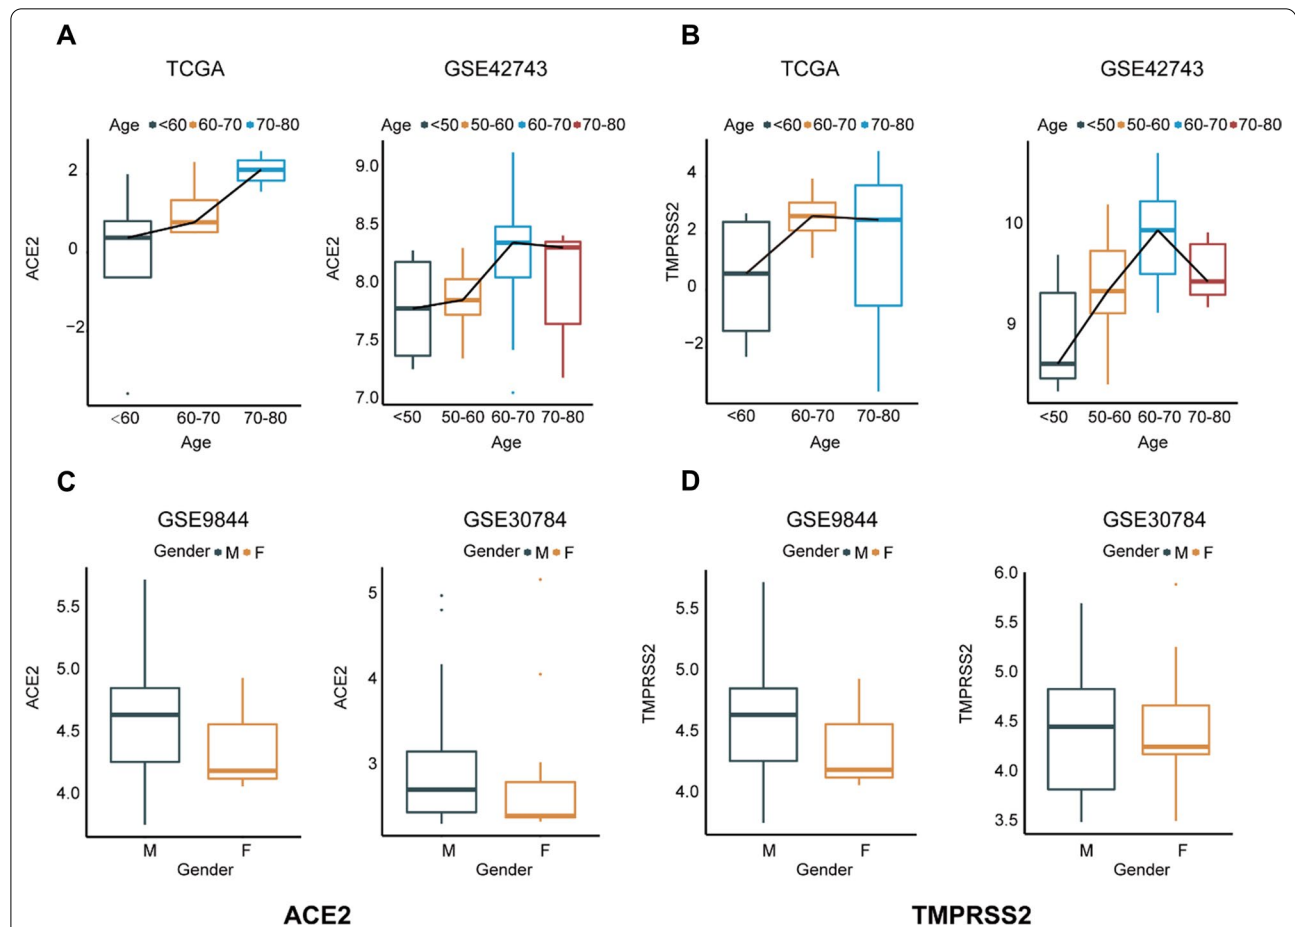 A
B
TCGA
GSE42743
TCGA
GSE42743
Age <60 60-70 70-80
Age <50 50-60 60-70 70-80
Age <60 60-70 70-80
Age <50 50-60 60-70 70-80
ACE2
2
0
−2
<60 60-70 70-80
Age
ACE2
9.0
8.5
8.0
7.5
7.0
<50 50-60 60-70 70-80
Age
TMPRSS2
4
2
0
−2
<60 60-70 70-80
Age
10
9
<50 50-60 60-70 70-80
Age
C
D
GSE9844
GSE30784
GSE9844
GSE30784
Gender M F
Gender M F
Gender M F
Gender M F
ACE2
5.5
5.0
4.5
4.0
M F
Gender
ACE2
5
4
3
M F
Gender
TMPRSS2
5.5
5.0
4.5
4.0
M F
Gender
TMPRSS2
6.0
5.5
5.0
4.5
4.0
3.5
M F
Gender
ACE2
TMPRSS2